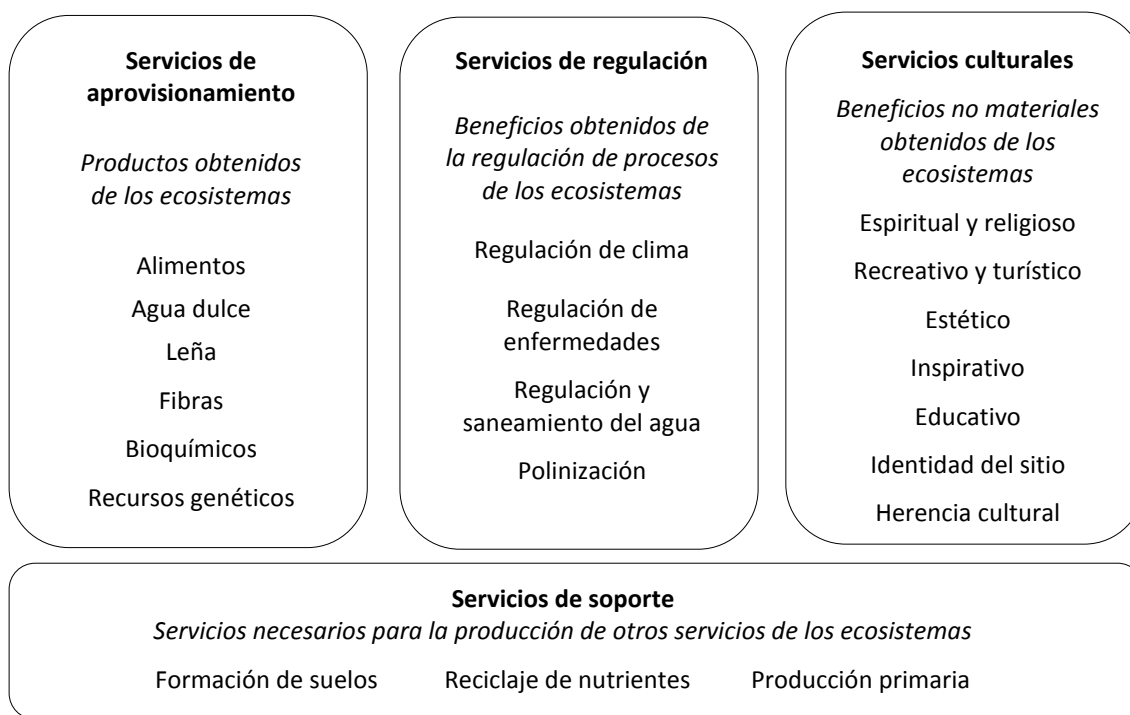 Servicios de
aprovisionamiento
Productos obtenidos
de los ecosistemas
Alimentos
Agua dulce
Leña
Fibras
Bioquímicos
Recursos genéticos
Servicios de regulación
Beneficios obtenidos de
la regulación de procesos
de los ecosistemas
Regulación de clima
Regulación de
enfermedades
Regulación y
saneamiento del agua
Polinización
Servicios culturales
Beneficios no materiales
obtenidos de los
ecosistemas
Espiritual y religioso
Recreativo y turístico
Estético
Inspirativo
Educativo
Identidad del sitio
Herencia cultural
Servicios de soporte
Servicios necesarios para la producción de otros servicios de los ecosistemas
Formación de suelos Reciclaje de nutrientes Producción primaria